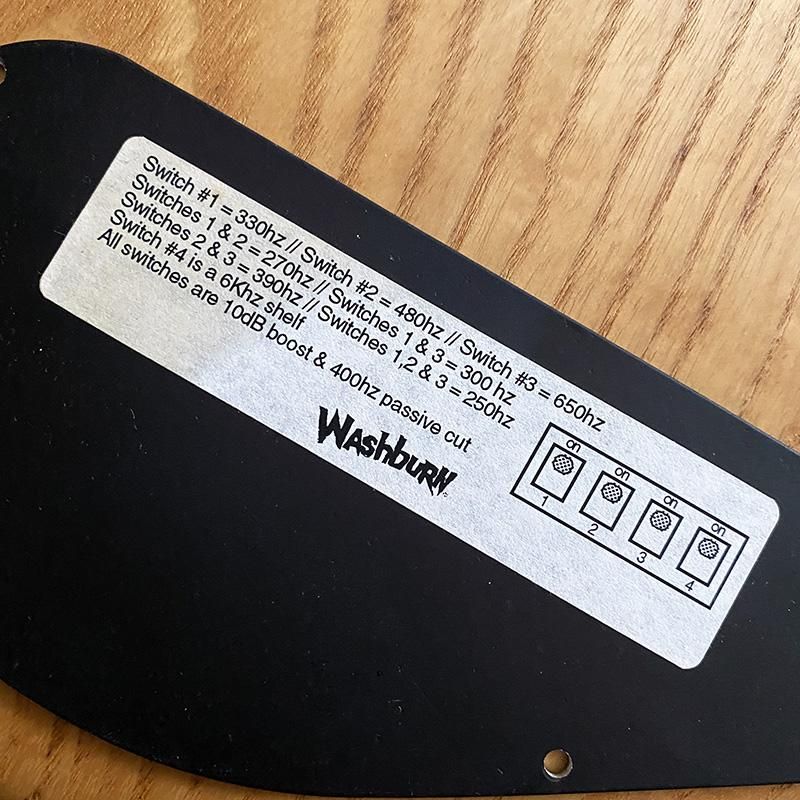 Switch #1 = 330hz // Switch #2 = 480hz // Switch #3 = 650hz
Switches 1 & 2 = 270hz // Switches 1 & 3 = 300 hz
Switches 2 & 3 = 390hz // Switches 1,2 & 3 = 250hz
Switch #4 is a 6Khz shelf
All switches are 10dB boost & 400hz passive cut
Washburn
on on on on
1 2 3 4